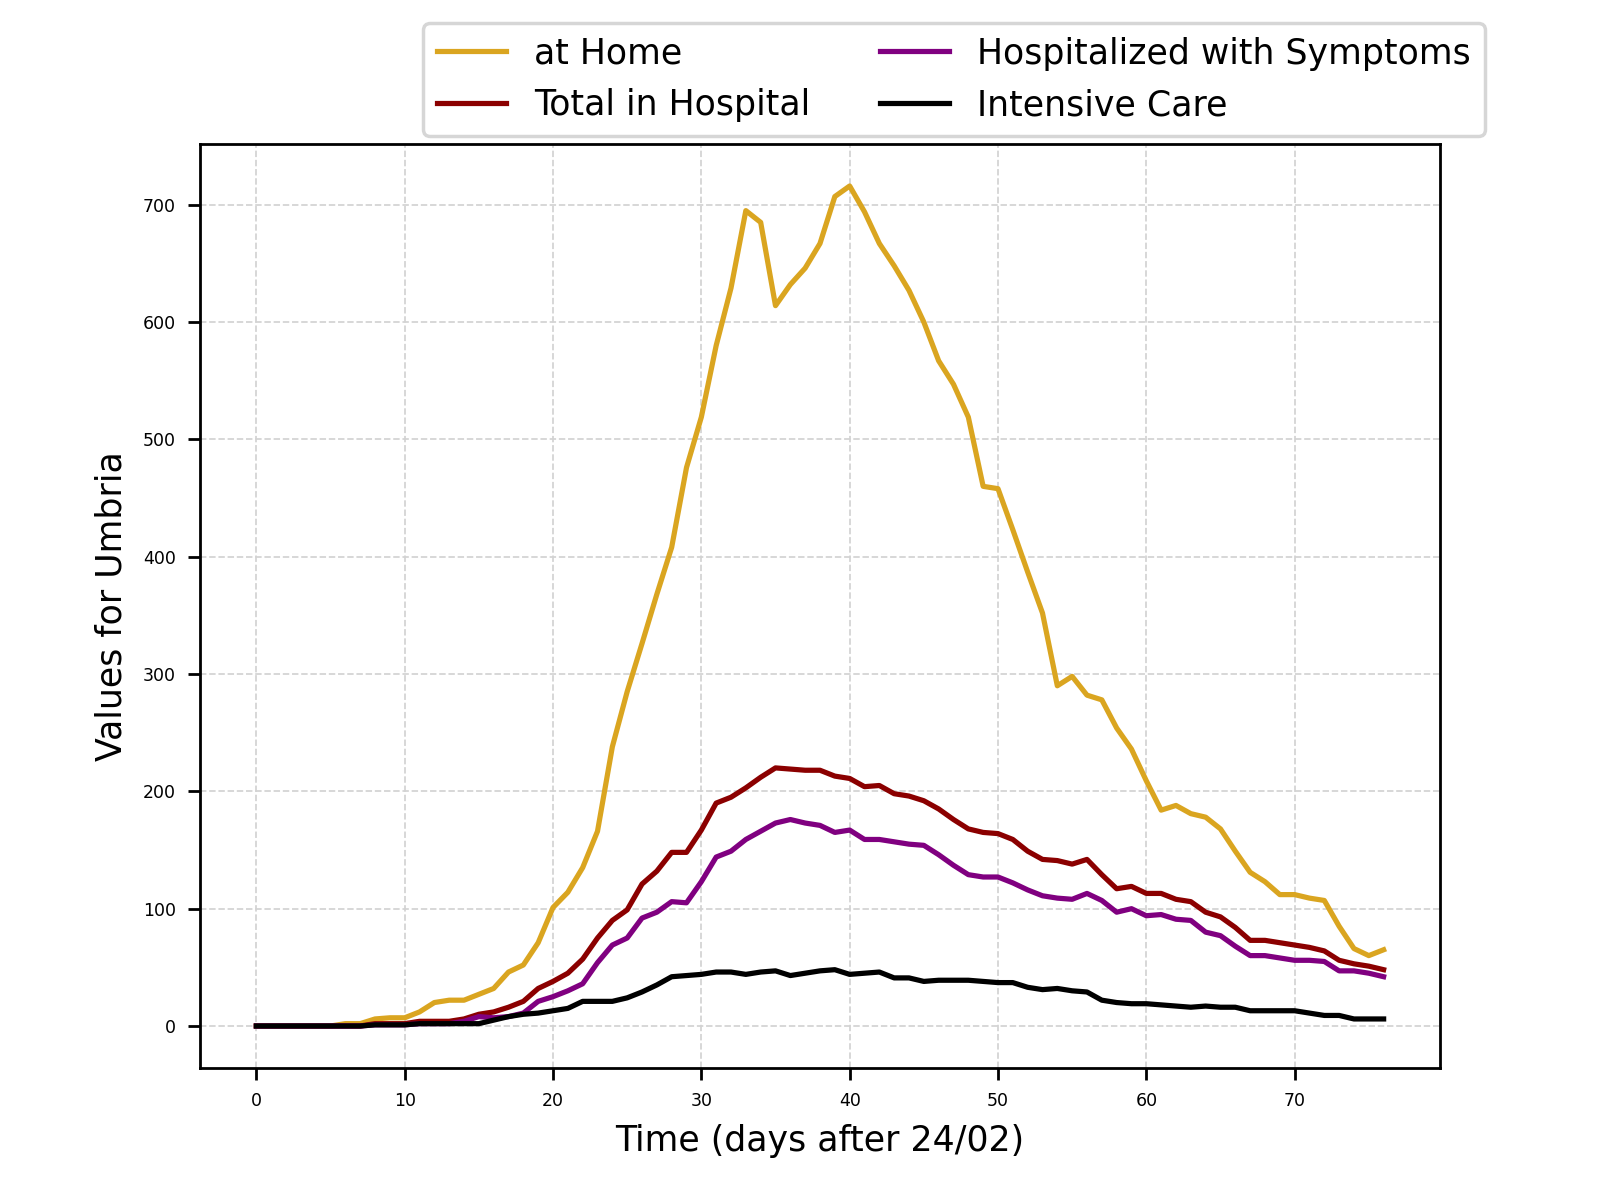 at Home
Total in Hospital
Hospitalized with Symptoms
Intensive Care
Values for Umbria
700
600
500
400
300
200
100
0
0 10 20 30 40 50 60 70
Time (days after 24/02)